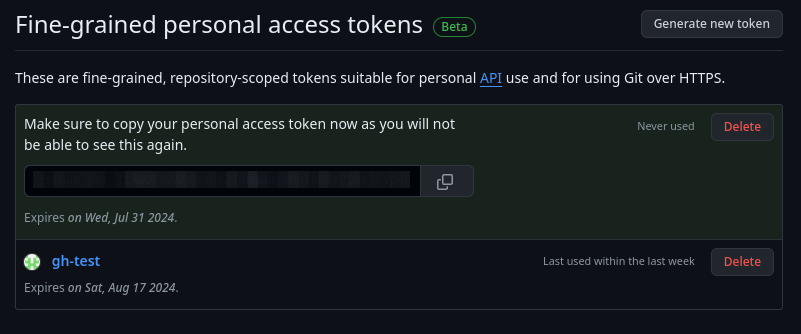 Fine-grained personal access tokens Beta Generate new token
These are fine-grained, repository-scoped tokens suitable for personal API use and for using Git over HTTPS.
Make sure to copy your personal access token now as you will not
be able to see this again.
Never used
Delete
Expires on Wed, Jul 31 2024.
gh-test
Last used within the last week
Delete
Expires on Sat, Aug 17 2024.